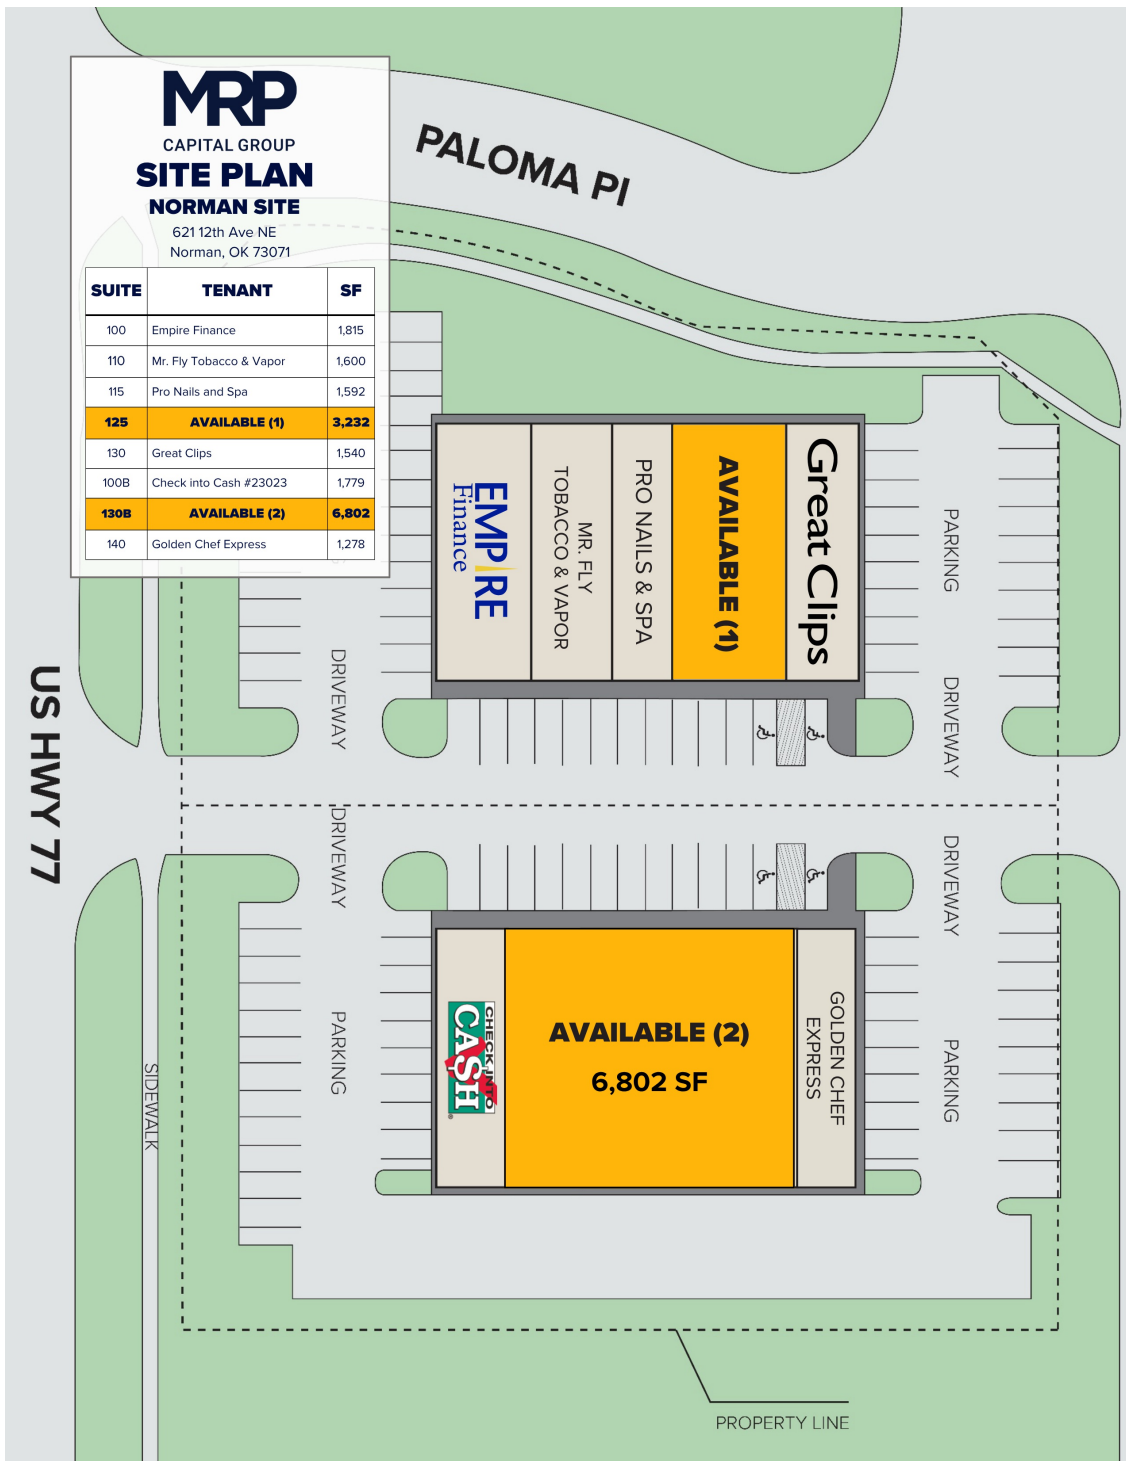 MRP
CAPITAL GROUP
SITE PLAN
NORMAN SITE
621 12th Ave NE
Norman, OK 73071
SUITE TENANT SF
100 Empire Finance 1,815
110 Mr. Fly Tobacco & Vapor 1,600
115 Pro Nails and Spa 1,592
125 AVAILABLE (1) 3,232
130 Great Clips 1,540
100B Check into Cash #23023 1,779
130B AVAILABLE (2) 6,802
140 Golden Chef Express 1,278
PALOMA Pl
US HWY 77
EMPIRE
Finance
MR. FLY
TOBACCO & VAPOR
PRO NAILS & SPA
AVAILABLE (1)
Great Clips
PARKING
DRIVEWAY
DRIVEWAY
DRIVEWAY
DRIVEWAY
CHECK INTO
CASH
®
AVAILABLE (2)
6,802 SF
GOLDEN CHEF
EXPRESS
PARKING
PARKING
SIDEWALK
PROPERTY LINE